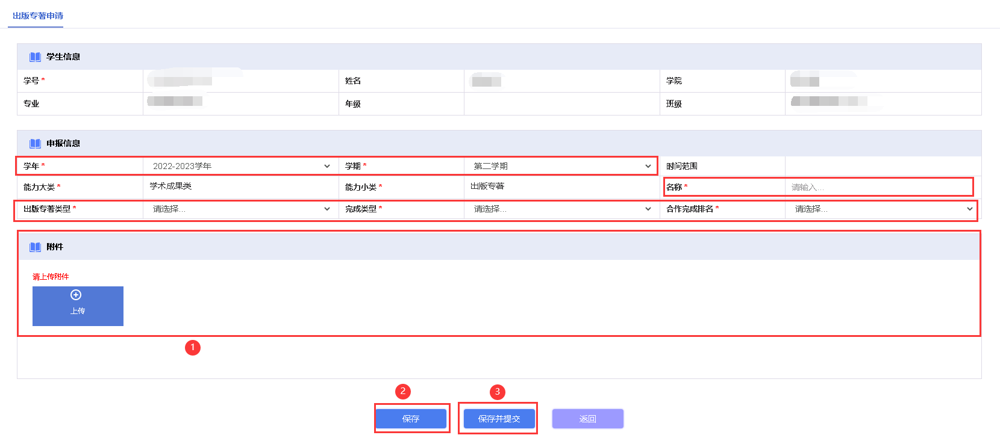 出版专著申请
学生信息
学号 * 姓名 学院
专业 年级 班级
申报信息
学年 * 2022-2023学年 学期 * 第二学期 时间范围
能力大类 * 学术成果类 能力小类 * 出版专著 名称 * 请输入...
出版专著类型 * 请选择... 完成类型 * 请选择... 合作完成排名 * 请选择...
附件
请上传附件
上传
1
2 3
保存 保存并提交 返回